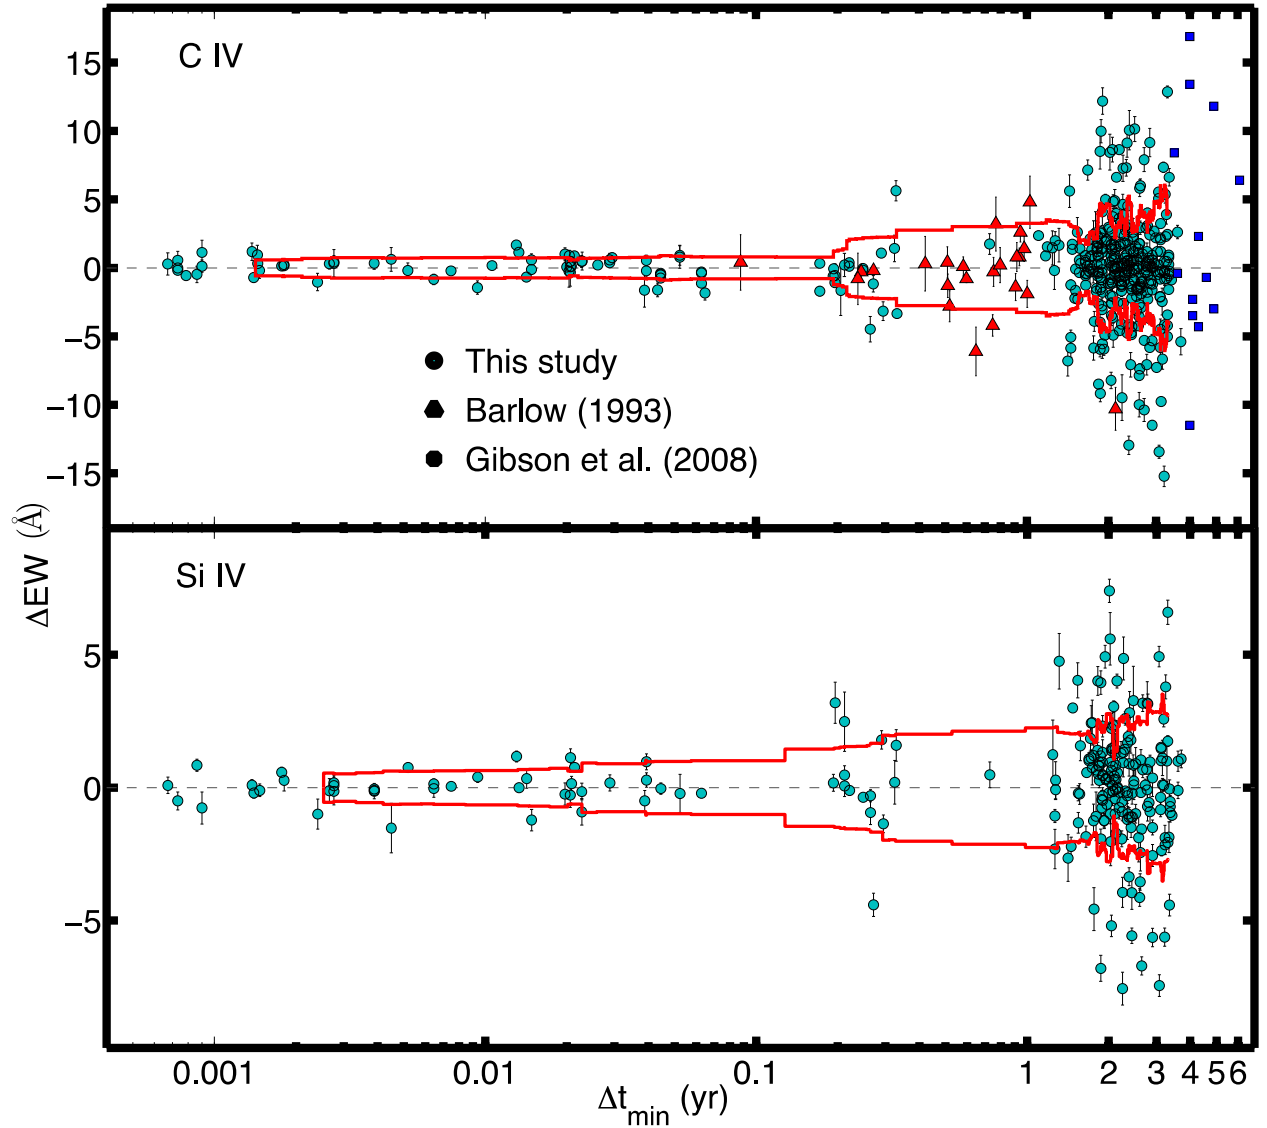 C IV
15
10
5
0
−5
−10
−15
This study
Barlow (1993)
Gibson et al. (2008)
ΔEW (Å)
Si IV
5
0
−5
0.001 0.01 0.1 1 2 3 4 5 6
Δt_min (yr)